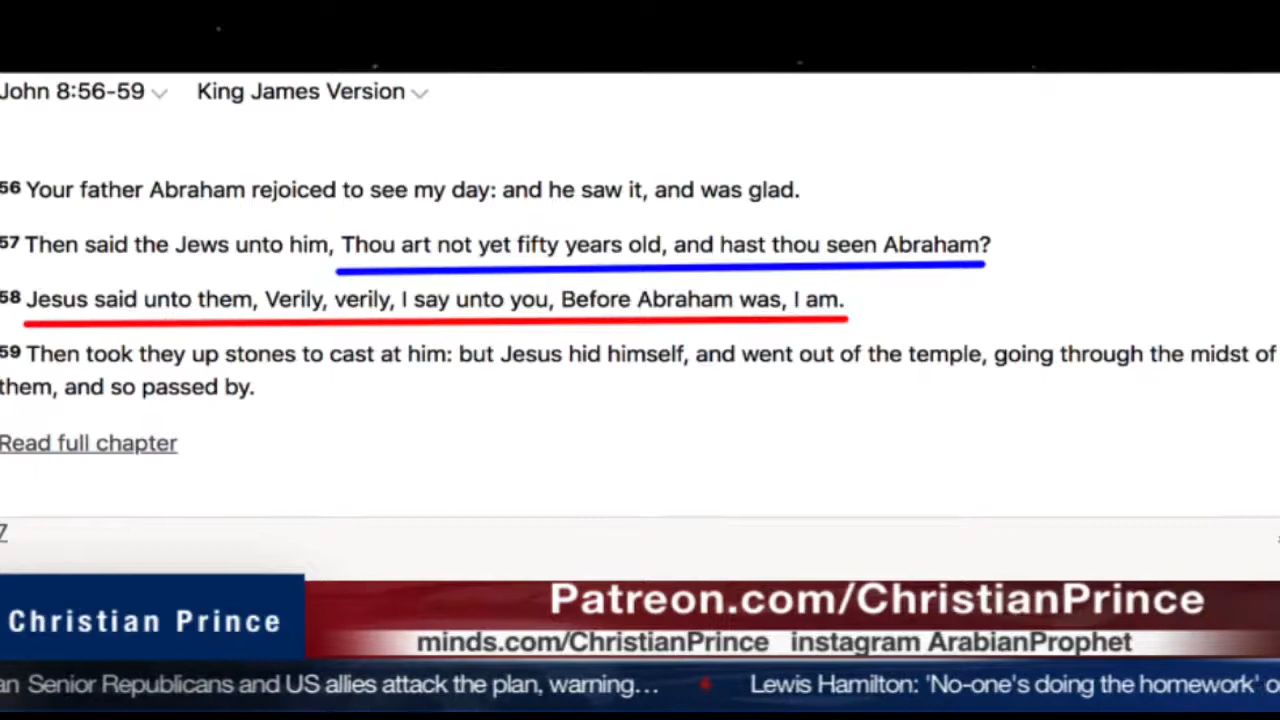 John 8:56-59 King James Version
56 Your father Abraham rejoiced to see my day: and he saw it, and was glad.
57 Then said the Jews unto him, Thou art not yet fifty years old, and hast thou seen Abraham?
58 Jesus said unto them, Verily, verily, I say unto you, Before Abraham was, I am.
59 Then took they up stones to cast at him: but Jesus hid himself, and went out of the temple, going through the midst of
them, and so passed by.
Read full chapter
7
Christian Prince
Patreon.com/ChristianPrince
minds.com/ChristianPrince instagram ArabianProphet
an Senior Republicans and US allies attack the plan, warning... Lewis Hamilton: 'No-one's doing the homework' o